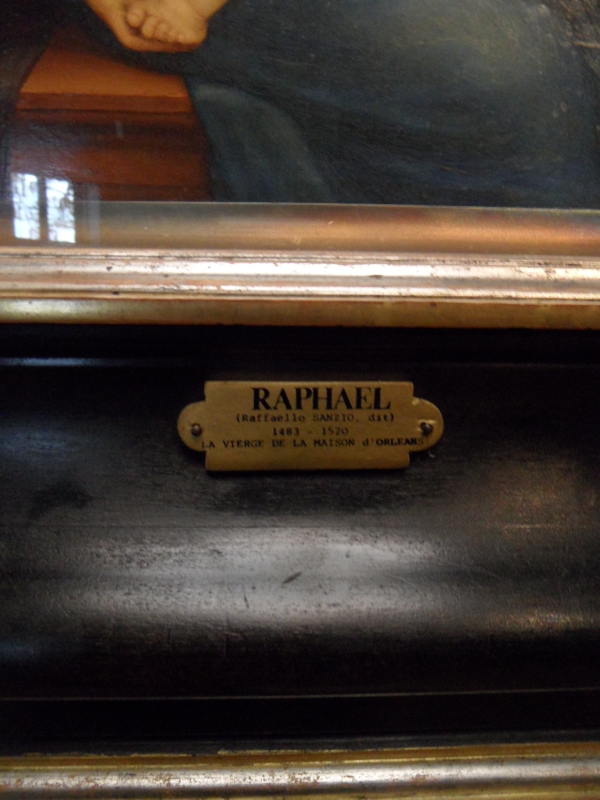 RAPHAEL
(Raffaello SANZIO, dit)
1483 - 1520
LA VIERGE DE LA MAISON d'ORLEANS